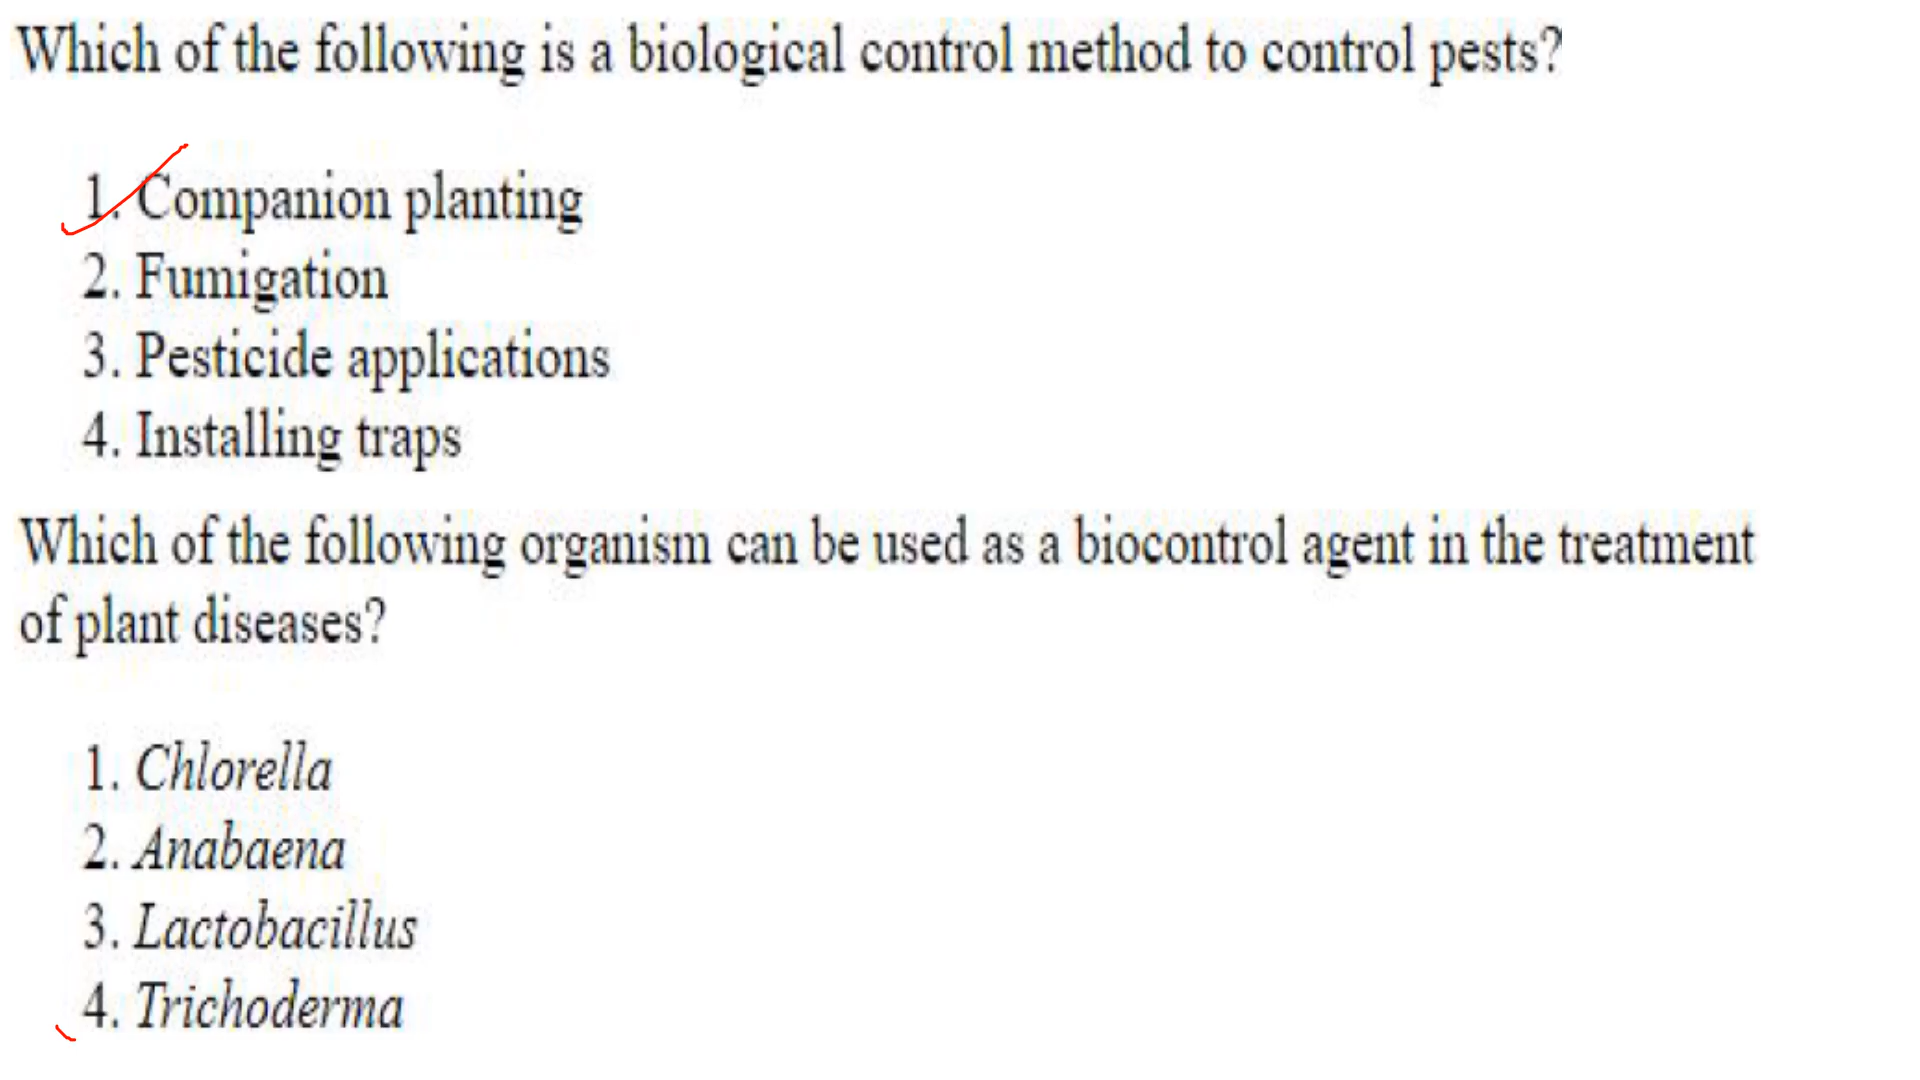 Which of the following is a biological control method to control pests?
1. Companion planting
2. Fumigation
3. Pesticide applications
4. Installing traps
Which of the following organism can be used as a biocontrol agent in the treatment
of plant diseases?
1. Chlorella
2. Anabaena
3. Lactobacillus
4. Trichoderma